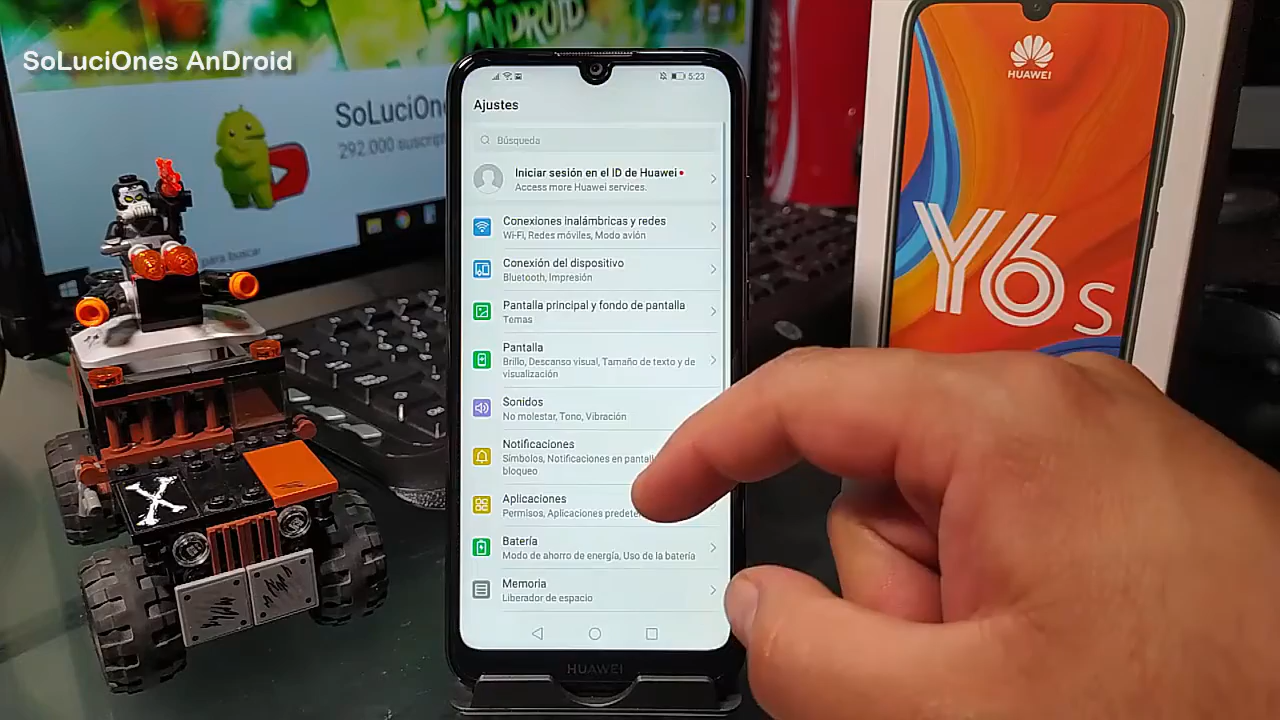 SoLuciOnes AnDroid
ANDROID
SoLuciOne
292.000 suscrip
para buscar
5:23
Ajustes
Búsqueda
Iniciar sesión en el ID de Huawei
Access more Huawei services.
Conexiones inalámbricas y redes
Wi-Fi, Redes móviles, Modo avión
Conexión del dispositivo
Bluetooth, Impresión
Pantalla principal y fondo de pantalla
Temas
Pantalla
Brillo, Descanso visual, Tamaño de texto y de
visualización
Sonidos
No molestar, Tono, Vibración
Notificaciones
Símbolos, Notificaciones en pantall
bloqueo
Aplicaciones
Permisos, Aplicaciones predeter
Batería
Modo de ahorro de energía, Uso de la batería
Memoria
Liberador de espacio
HUAWEI
HUAWEI
Y6s